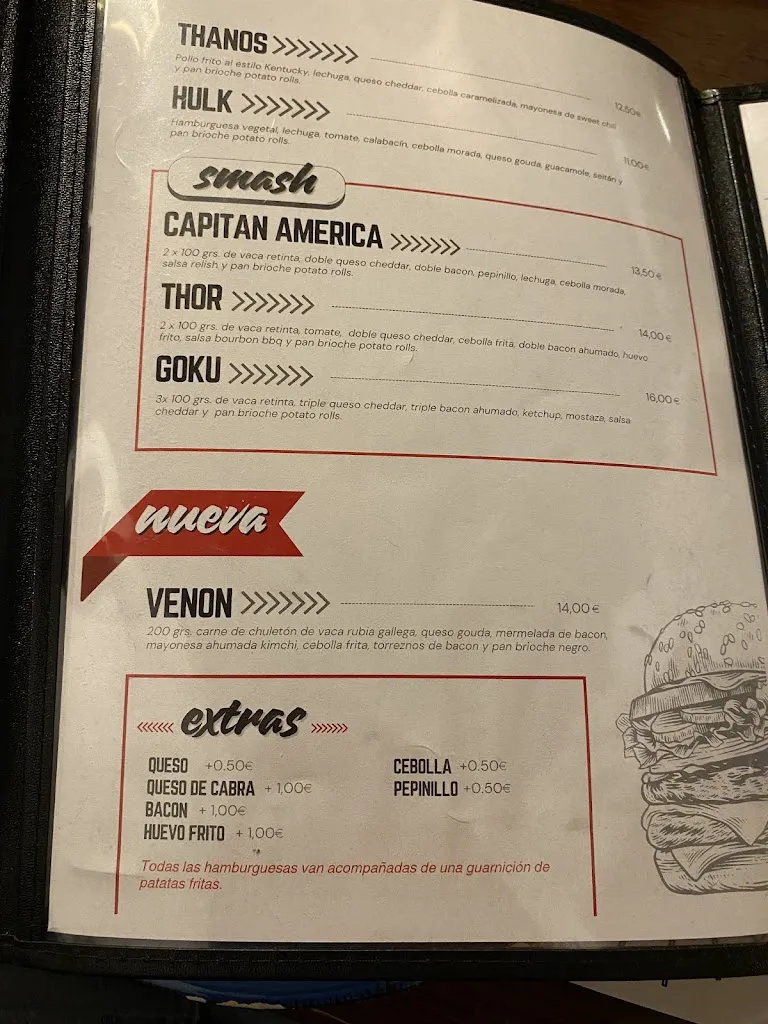 THANOS >>>>>>> 12,50€
Pollo frito al estilo Kentucky, lechuga, queso cheddar, cebolla caramelizada, mayonesa de sweet chili
y pan brioche potato rolls.
HULK >>>>>>> 11,00€
Hamburguesa vegetal, lechuga, tomate, calabacín, cebolla morada, queso gouda, guacamole, seitán y
pan brioche potato rolls.
smash
CAPITAN AMERICA >>>>>>> 13,50€
2 x 100 grs. de vaca retinta, doble queso cheddar, doble bacon, pepinillo, lechuga, cebolla morada,
salsa relish y pan brioche potato rolls.
THOR >>>>>>> 14,00€
2 x 100 grs. de vaca retinta, tomate, doble queso cheddar, cebolla frita, doble bacon ahumado, huevo
frito, salsa bourbon bbq y pan brioche potato rolls.
GOKU >>>>>>> 16,00€
3x 100 grs. de vaca retinta, triple queso cheddar, triple bacon ahumado, ketchup, mostaza, salsa
cheddar y pan brioche potato rolls.
nueva
VENON >>>>>>> 14,00€
200 grs. carne de chuletón de vaca rubia gallega, queso gouda, mermelada de bacon,
mayonesa ahumada kimchi, cebolla frita, torreznos de bacon y pan brioche negro.
<<<<<< extras >>>>>>
QUESO +0.50€
QUESO DE CABRA + 1,00€
BACON + 1,00€
HUEVO FRITO + 1,00€
CEBOLLA +0.50€
PEPINILLO +0.50€
Todas las hamburguesas van acompañadas de una guarnición de
patatas fritas.